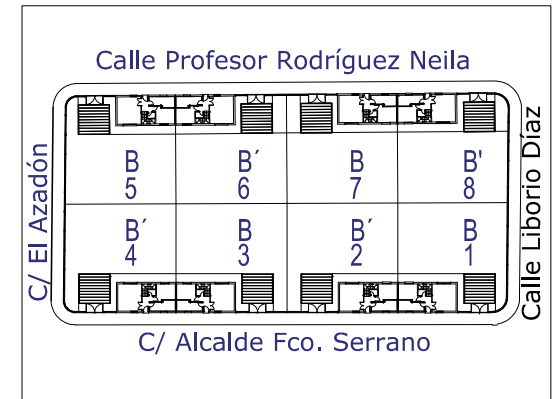 Calle Profesor Rodríguez Neila
C/ El Azadón
Calle Liborio Díaz
B B´ B B'
5 6 7 8
B´ B B´ B
4 3 2 1
C/ Alcalde Fco. Serrano